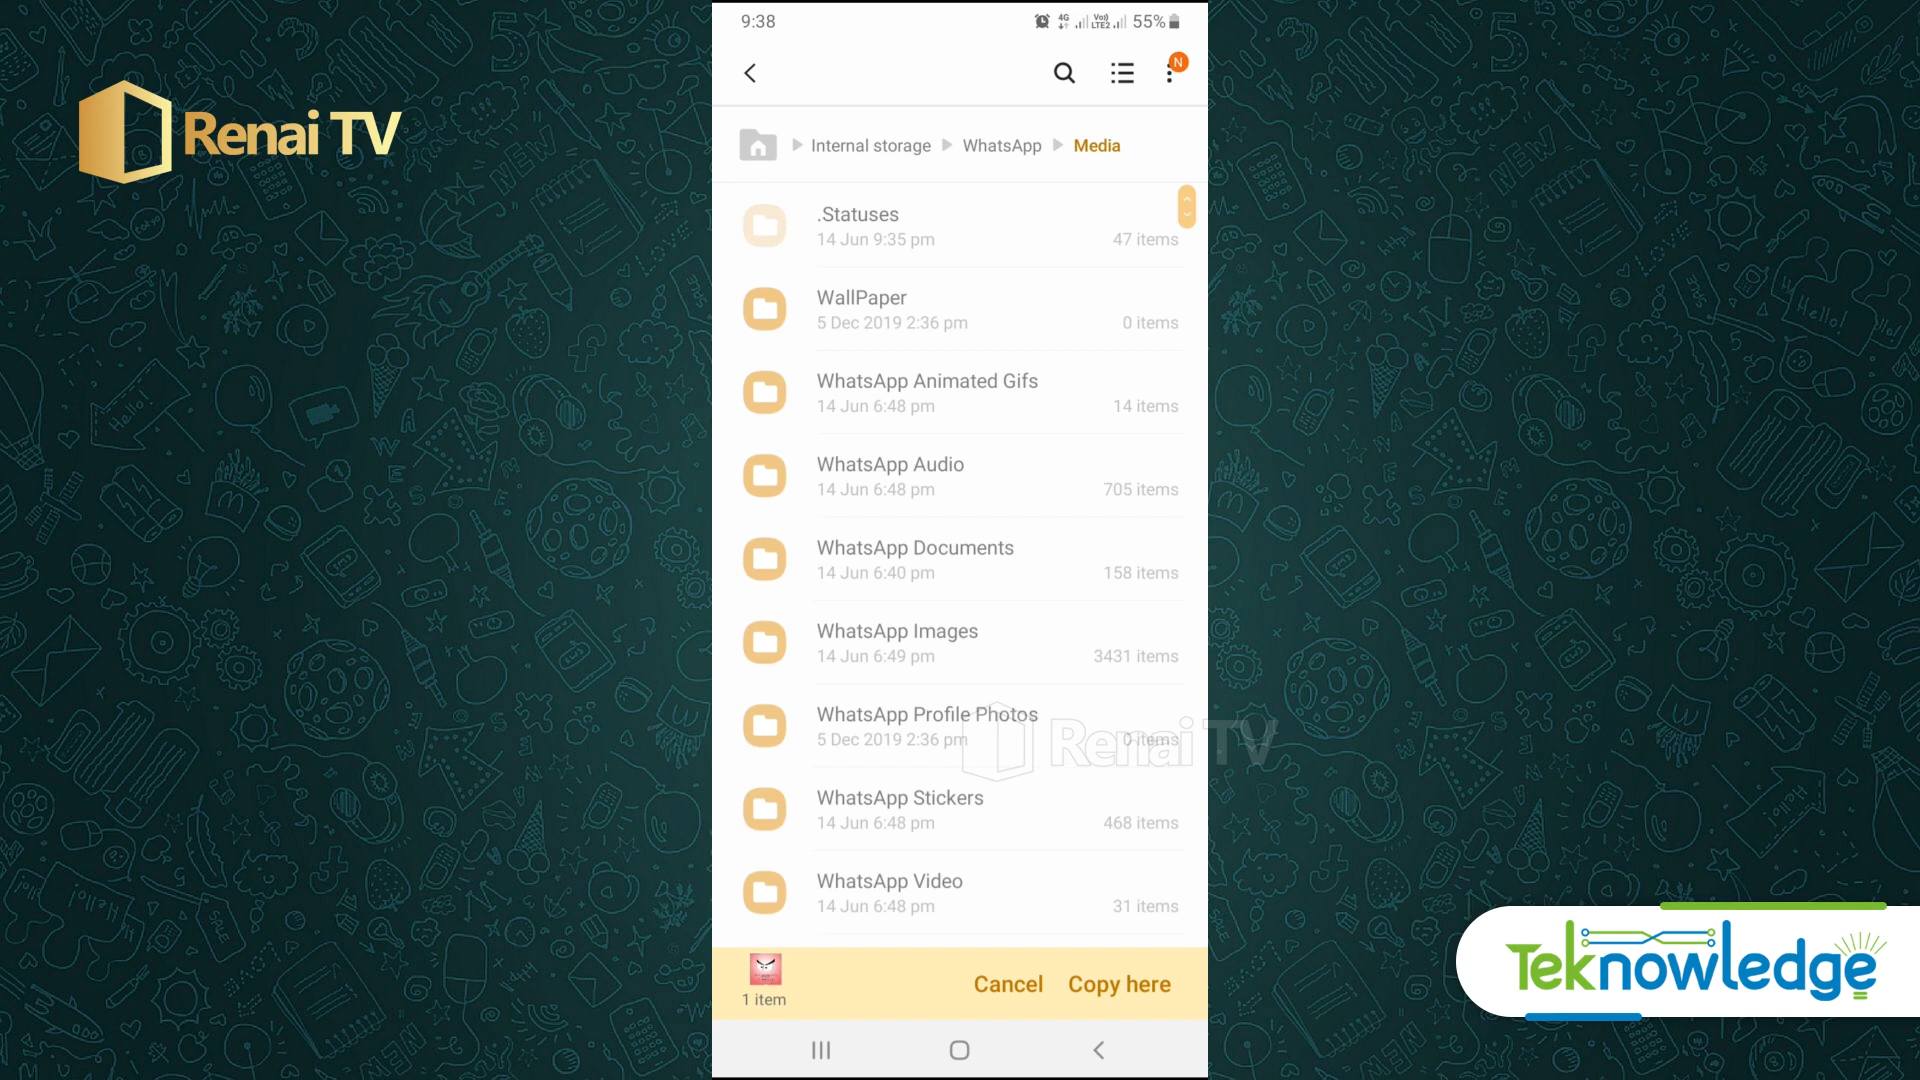 9:38
4G
Vo))
LTE2
55%
N
Renai TV
Internal storage
WhatsApp
Media
.Statuses
14 Jun 9:35 pm
47 items
WallPaper
5 Dec 2019 2:36 pm
0 items
WhatsApp Animated Gifs
14 Jun 6:48 pm
14 items
WhatsApp Audio
14 Jun 6:48 pm
705 items
WhatsApp Documents
14 Jun 6:40 pm
158 items
WhatsApp Images
14 Jun 6:49 pm
3431 items
WhatsApp Profile Photos
5 Dec 2019 2:36 pm
0 items
Renai TV
WhatsApp Stickers
14 Jun 6:48 pm
468 items
WhatsApp Video
14 Jun 6:48 pm
31 items
1 item
Cancel
Copy here
Teknowledge